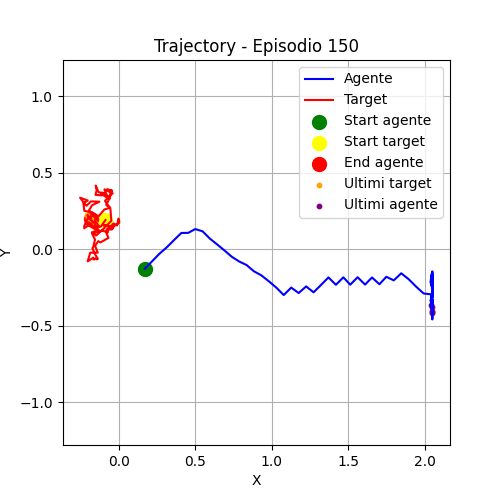 Trajectory - Episodio 150
Agente
Target
Start agente
Start target
End agente
Ultimi target
Ultimi agente
1.0
0.5
0.0
−0.5
−1.0
Y
0.0
0.5
1.0
1.5
2.0
X